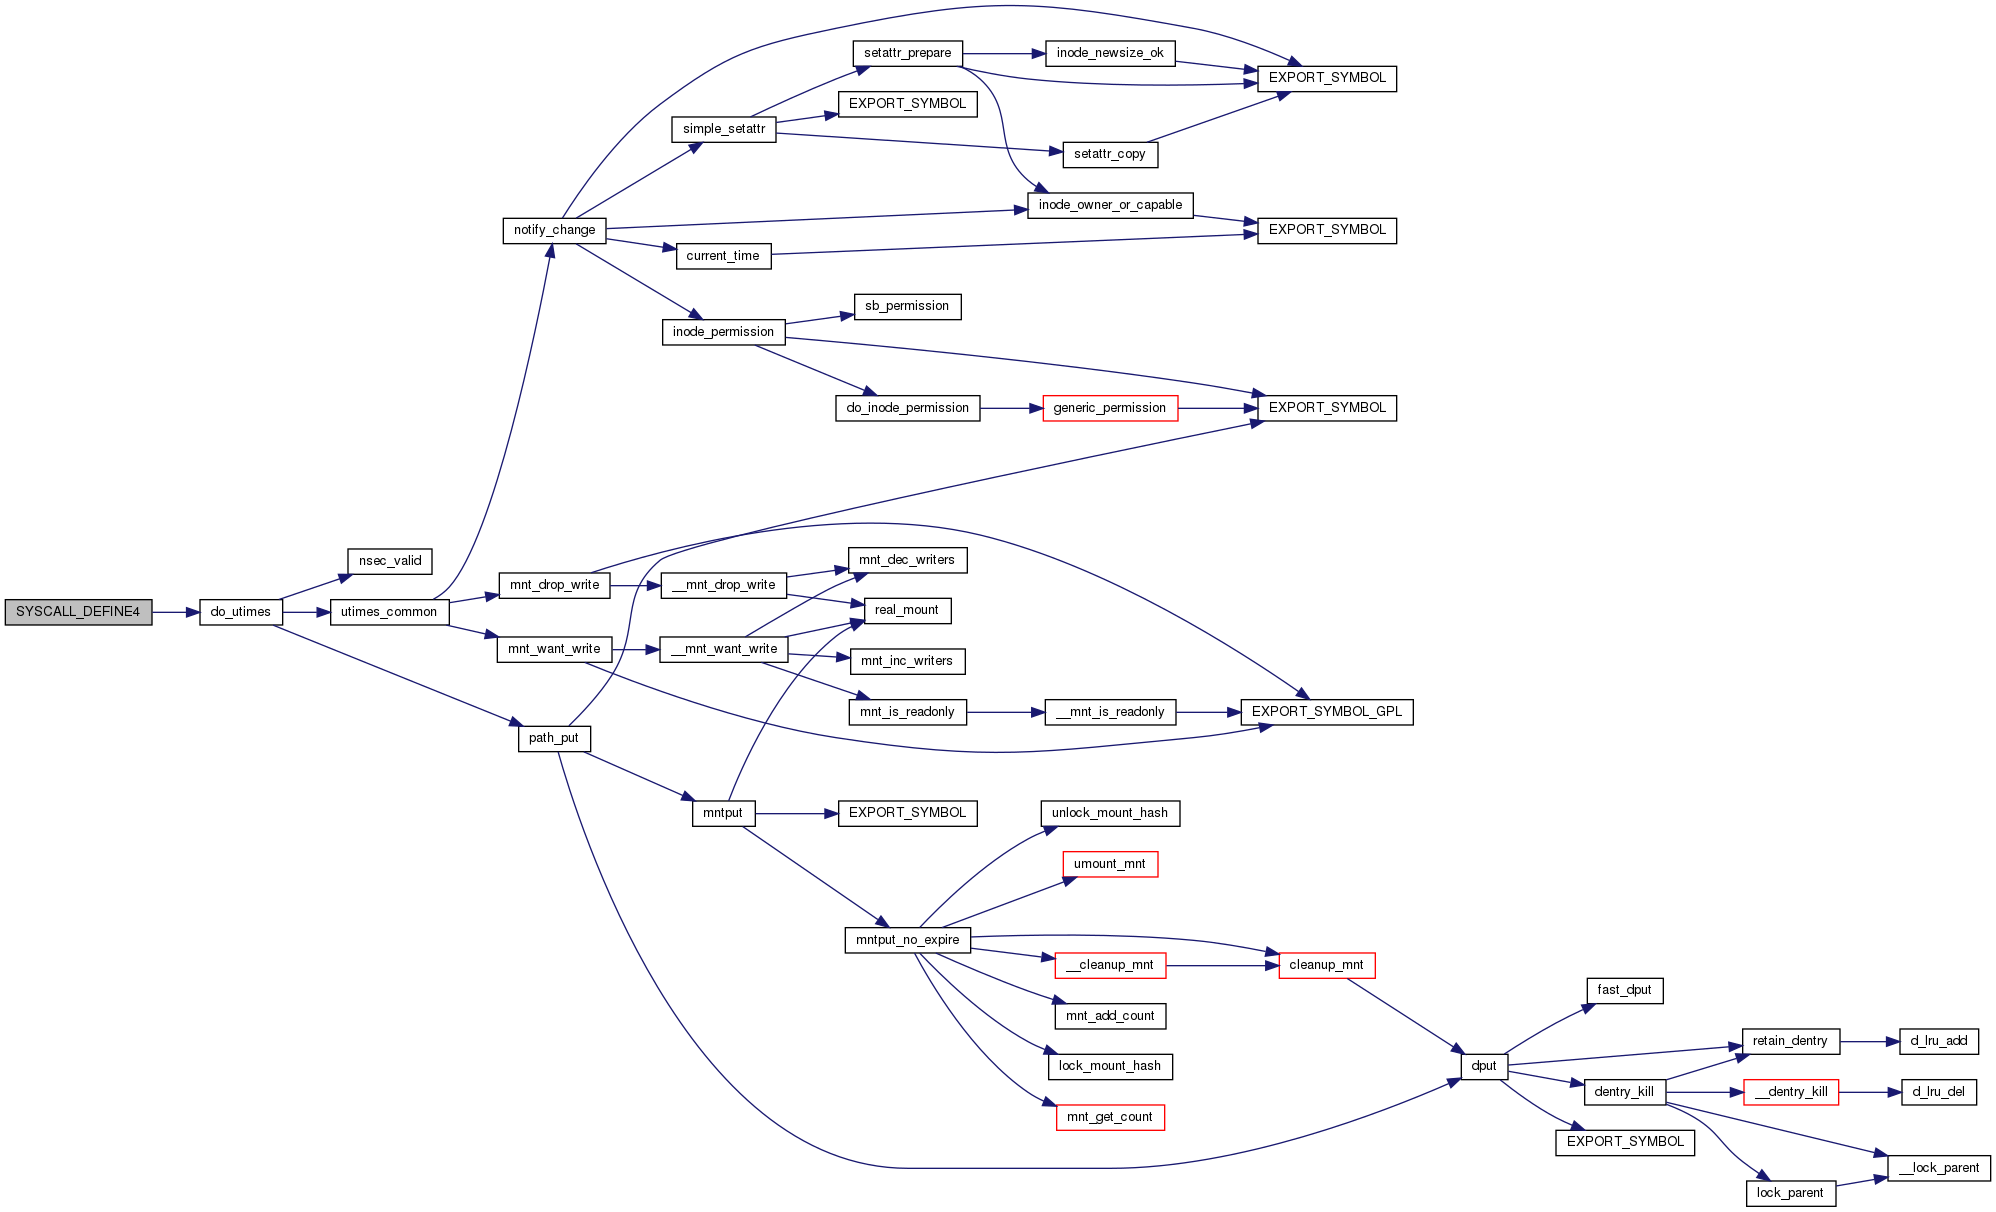 setattr_prepare
inode_newsize_ok
EXPORT_SYMBOL
EXPORT_SYMBOL
simple_setattr
setattr_copy
inode_owner_or_capable
notify_change
EXPORT_SYMBOL
current_time
sb_permission
inode_permission
do_inode_permission
generic_permission
EXPORT_SYMBOL
nsec_valid
mnt_dec_writers
mnt_drop_write
__mnt_drop_write
SYSCALL_DEFINE4
do_utimes
utimes_common
real_mount
mnt_want_write
__mnt_want_write
mnt_inc_writers
mnt_is_readonly
__mnt_is_readonly
EXPORT_SYMBOL_GPL
path_put
mntput
EXPORT_SYMBOL
unlock_mount_hash
umount_mnt
mntput_no_expire
__cleanup_mnt
cleanup_mnt
fast_dput
mnt_add_count
retain_dentry
d_lru_add
lock_mount_hash
dput
dentry_kill
__dentry_kill
d_lru_del
mnt_get_count
EXPORT_SYMBOL
__lock_parent
lock_parent